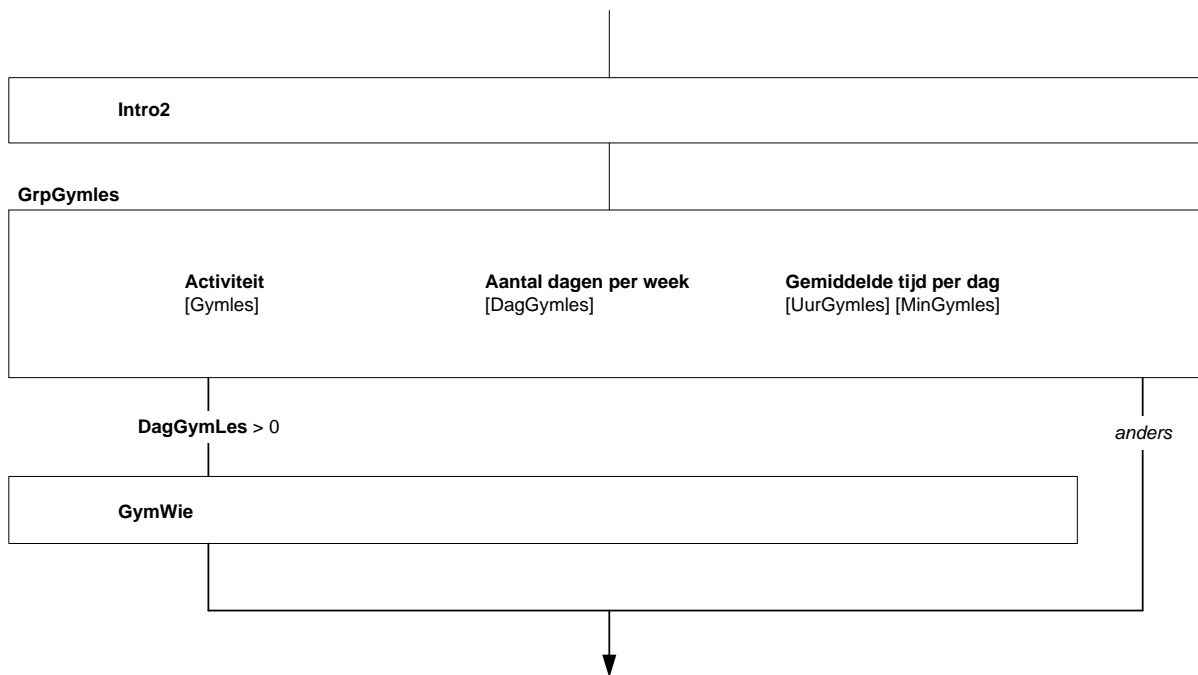 Intro2
GrpGymles
Activiteit
[Gymles]
Aantal dagen per week
[DagGymles]
Gemiddelde tijd per dag
[UurGymles] [MinGymles]
DagGymLes > 0
anders
GymWie